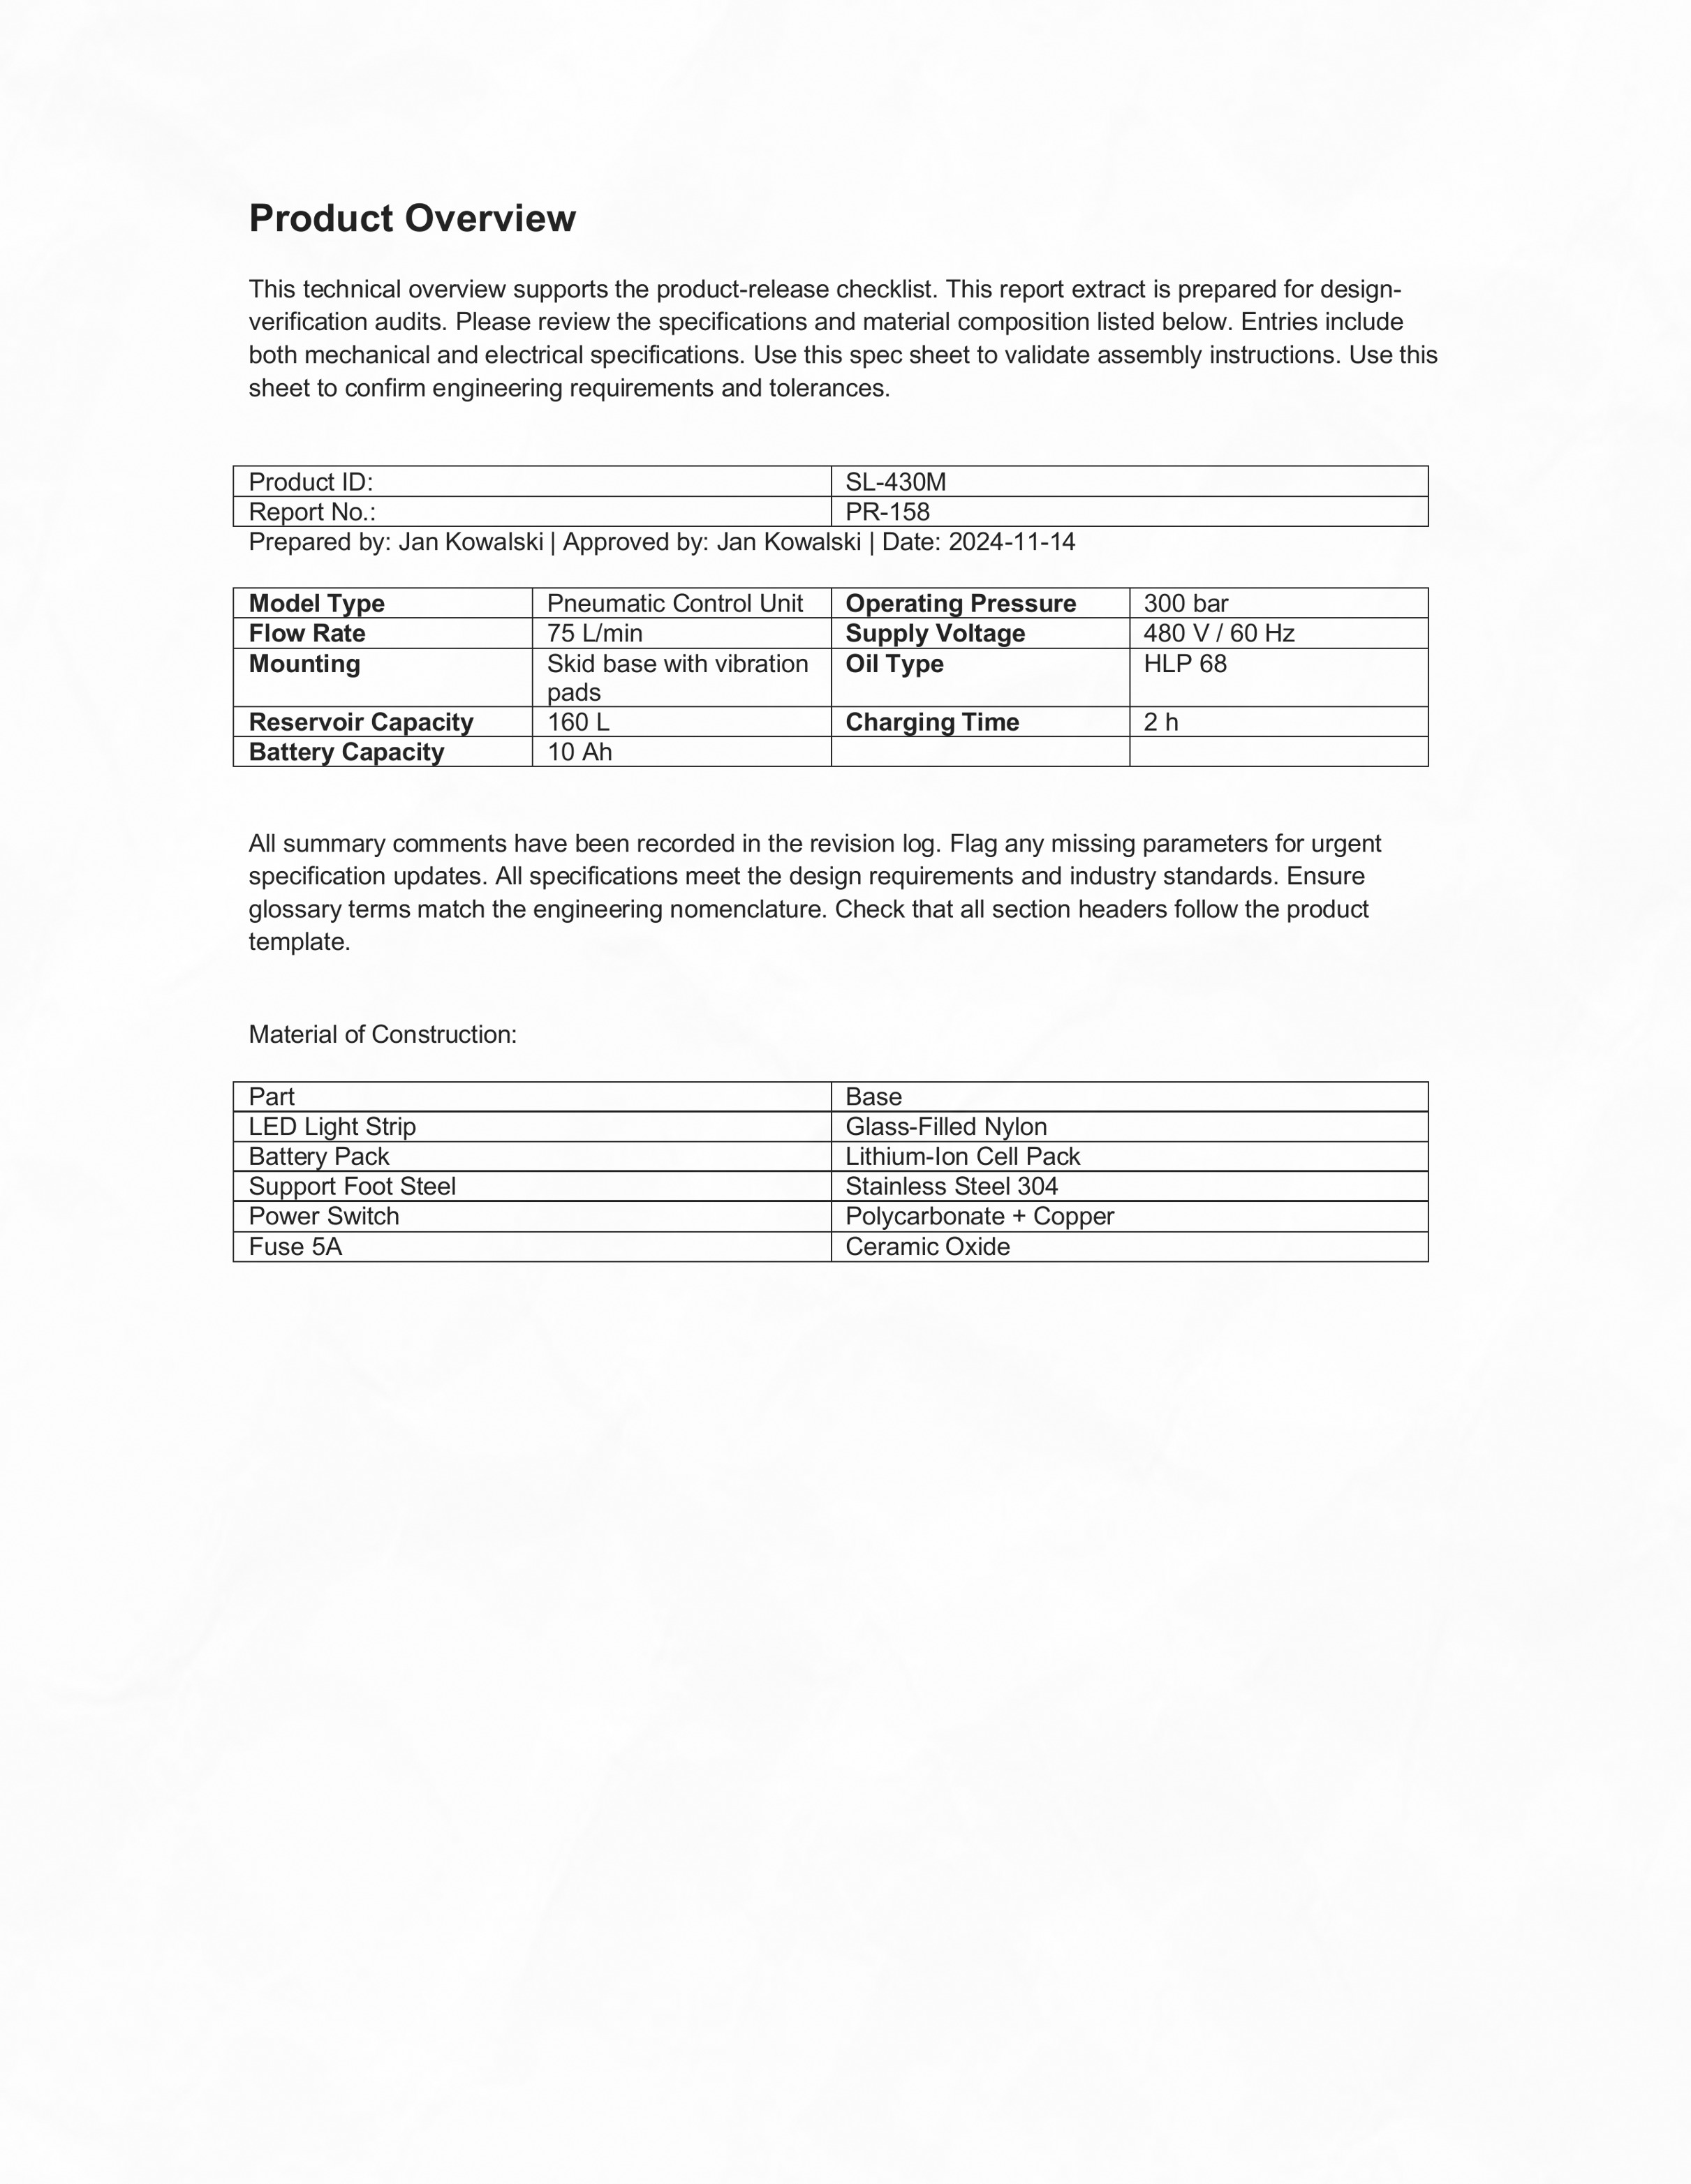 Product Overview
This technical overview supports the product-release checklist. This report extract is prepared for design-
verification audits. Please review the specifications and material composition listed below. Entries include
both mechanical and electrical specifications. Use this spec sheet to validate assembly instructions. Use this
sheet to confirm engineering requirements and tolerances.
Product ID: SL-430M
Report No.: PR-158
Prepared by: Jan Kowalski | Approved by: Jan Kowalski | Date: 2024-11-14
Model Type Pneumatic Control Unit Operating Pressure 300 bar
Flow Rate 75 L/min Supply Voltage 480 V / 60 Hz
Mounting Skid base with vibration Oil Type HLP 68
pads
Reservoir Capacity 160 L Charging Time 2 h
Battery Capacity 10 Ah
All summary comments have been recorded in the revision log. Flag any missing parameters for urgent
specification updates. All specifications meet the design requirements and industry standards. Ensure
glossary terms match the engineering nomenclature. Check that all section headers follow the product
template.
Material of Construction:
Part Base
LED Light Strip Glass-Filled Nylon
Battery Pack Lithium-Ion Cell Pack
Support Foot Steel Stainless Steel 304
Power Switch Polycarbonate + Copper
Fuse 5A Ceramic Oxide